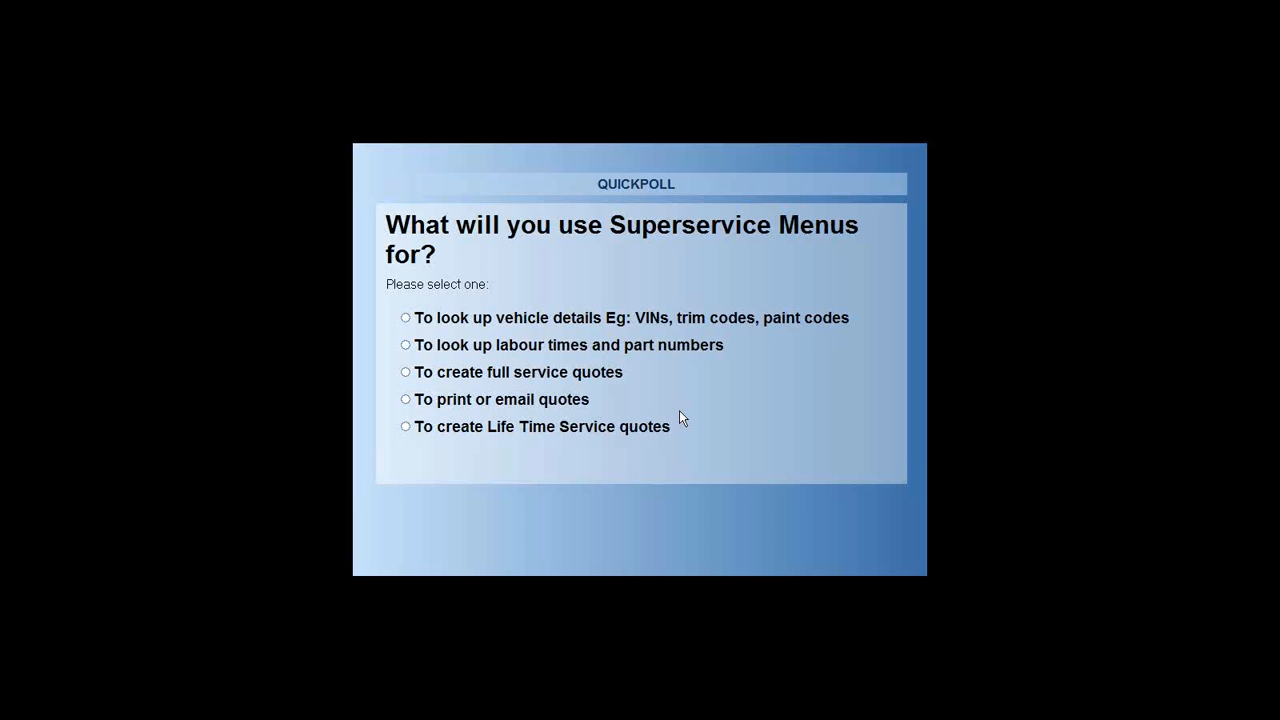 QUICKPOLL
What will you use Superservice Menus
for?
Please select one:
To look up vehicle details Eg: VINs, trim codes, paint codes
To look up labour times and part numbers
To create full service quotes
To print or email quotes
To create Life Time Service quotes